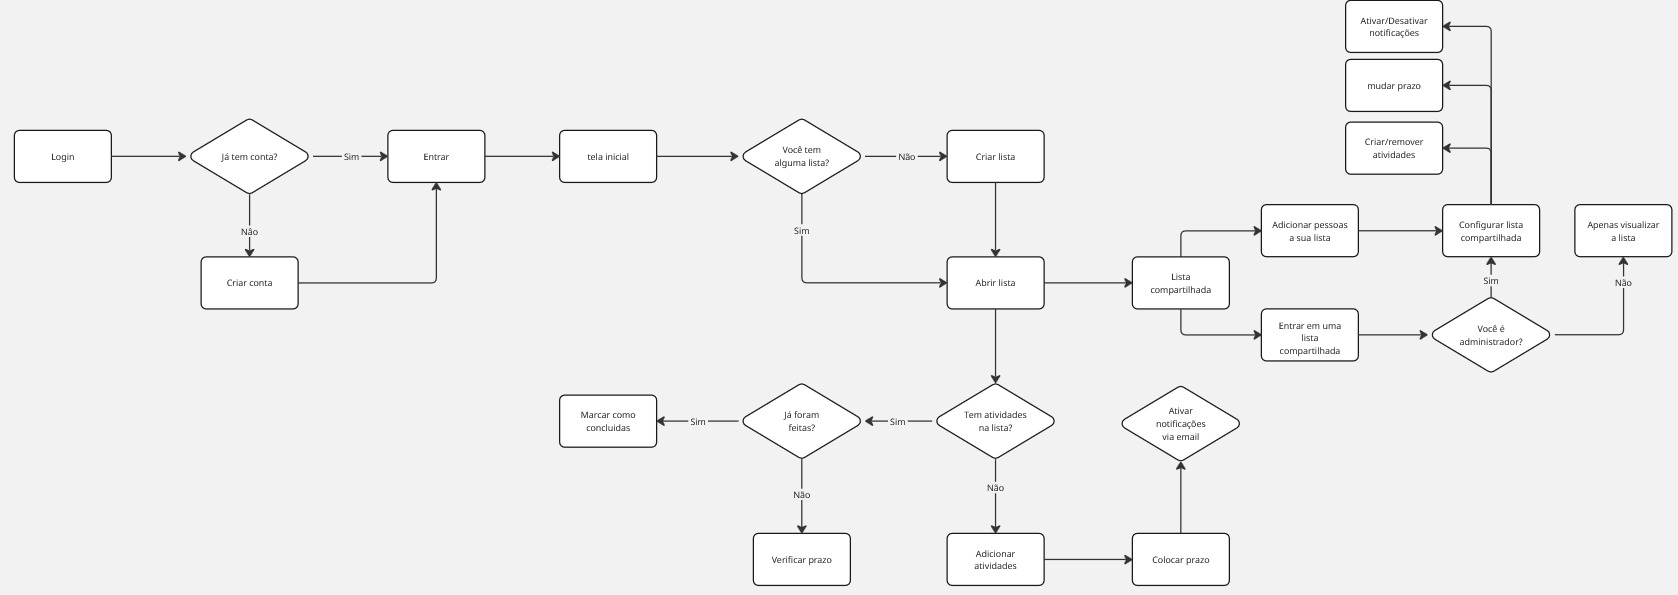 Ativar/Desativar
notificações
mudar prazo
Criar/remover
atividades
Login
Já tem conta?
Sim
Entrar
tela inicial
Você tem
alguma lista?
Não
Criar lista
Não
Criar conta
Sim
Abrir lista
Lista
compartilhada
Adicionar pessoas
a sua lista
Configurar lista
compartilhada
Apenas visualizar
a lista
Sim
Não
Entrar em uma
lista
compartilhada
Você é
administrador?
Marcar como
concluidas
Sim
Já foram
feitas?
Sim
Tem atividades
na lista?
Ativar
notificações
via email
Não
Não
Verificar prazo
Adicionar
atividades
Colocar prazo